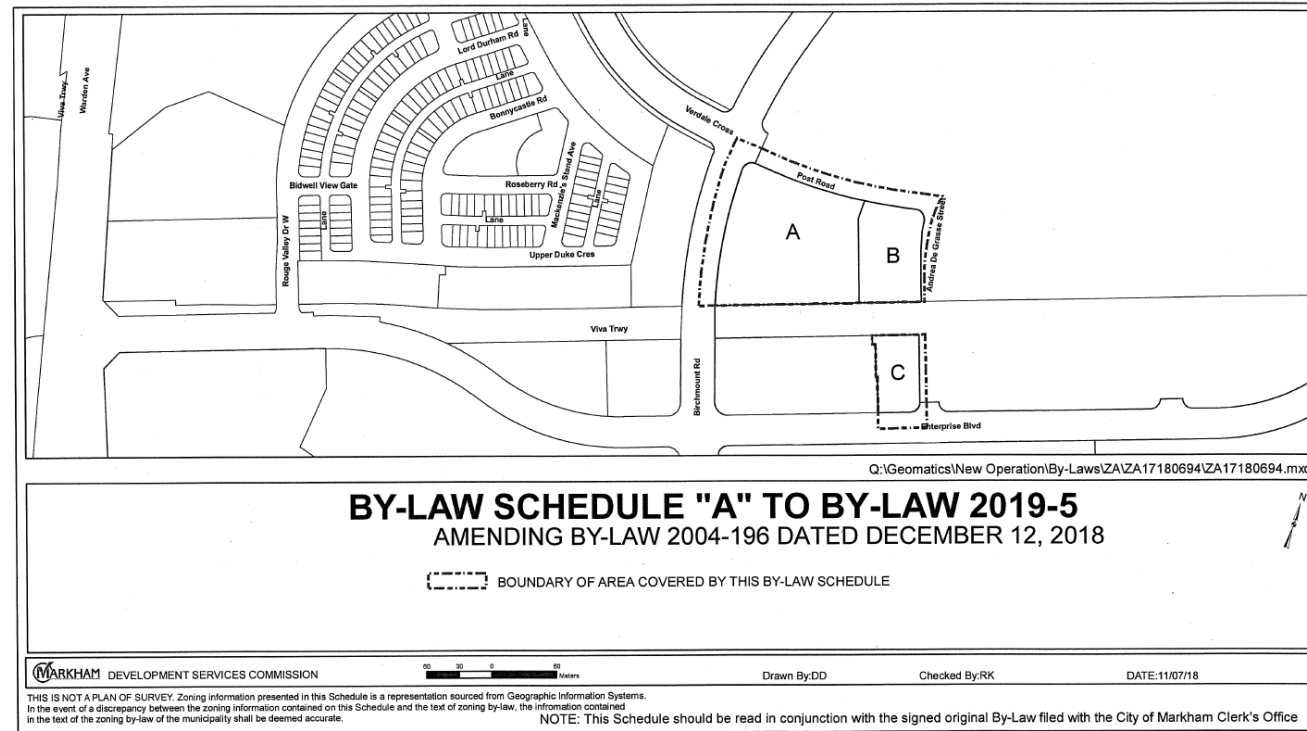 Viva Trwy
Warden Ave
Lord Durham Rd
Lane
Lane
Bonnycastle Rd
Verdale Cross
Bidwell View Gate
Roseberry Rd
Mackenzie's Stand Ave
Lane
Lane
Lane
Upper Duke Cres
Rouge Valley Dr W
Post Road
Andrea De Grasse Street
A
B
Viva Trwy
Birchmount Rd
C
Enterprise Blvd
Q:\Geomatics\New Operation\By-Laws\ZA\ZA17180694\ZA17180694.mxd
BY-LAW SCHEDULE "A" TO BY-LAW 2019-5
AMENDING BY-LAW 2004-196 DATED DECEMBER 12, 2018
N
BOUNDARY OF AREA COVERED BY THIS BY-LAW SCHEDULE
MARKHAM DEVELOPMENT SERVICES COMMISSION
60 30 0 60
Meters
Drawn By:DD
Checked By:RK
DATE:11/07/18
THIS IS NOT A PLAN OF SURVEY. Zoning information presented in this Schedule is a representation sourced from Geographic Information Systems.
In the event of a discrepancy between the zoning information contained on this Schedule and the text of zoning by-law, the infromation contained
in the text of the zoning by-law of the municipality shall be deemed accurate.
NOTE: This Schedule should be read in conjunction with the signed original By-Law filed with the City of Markham Clerk's Office